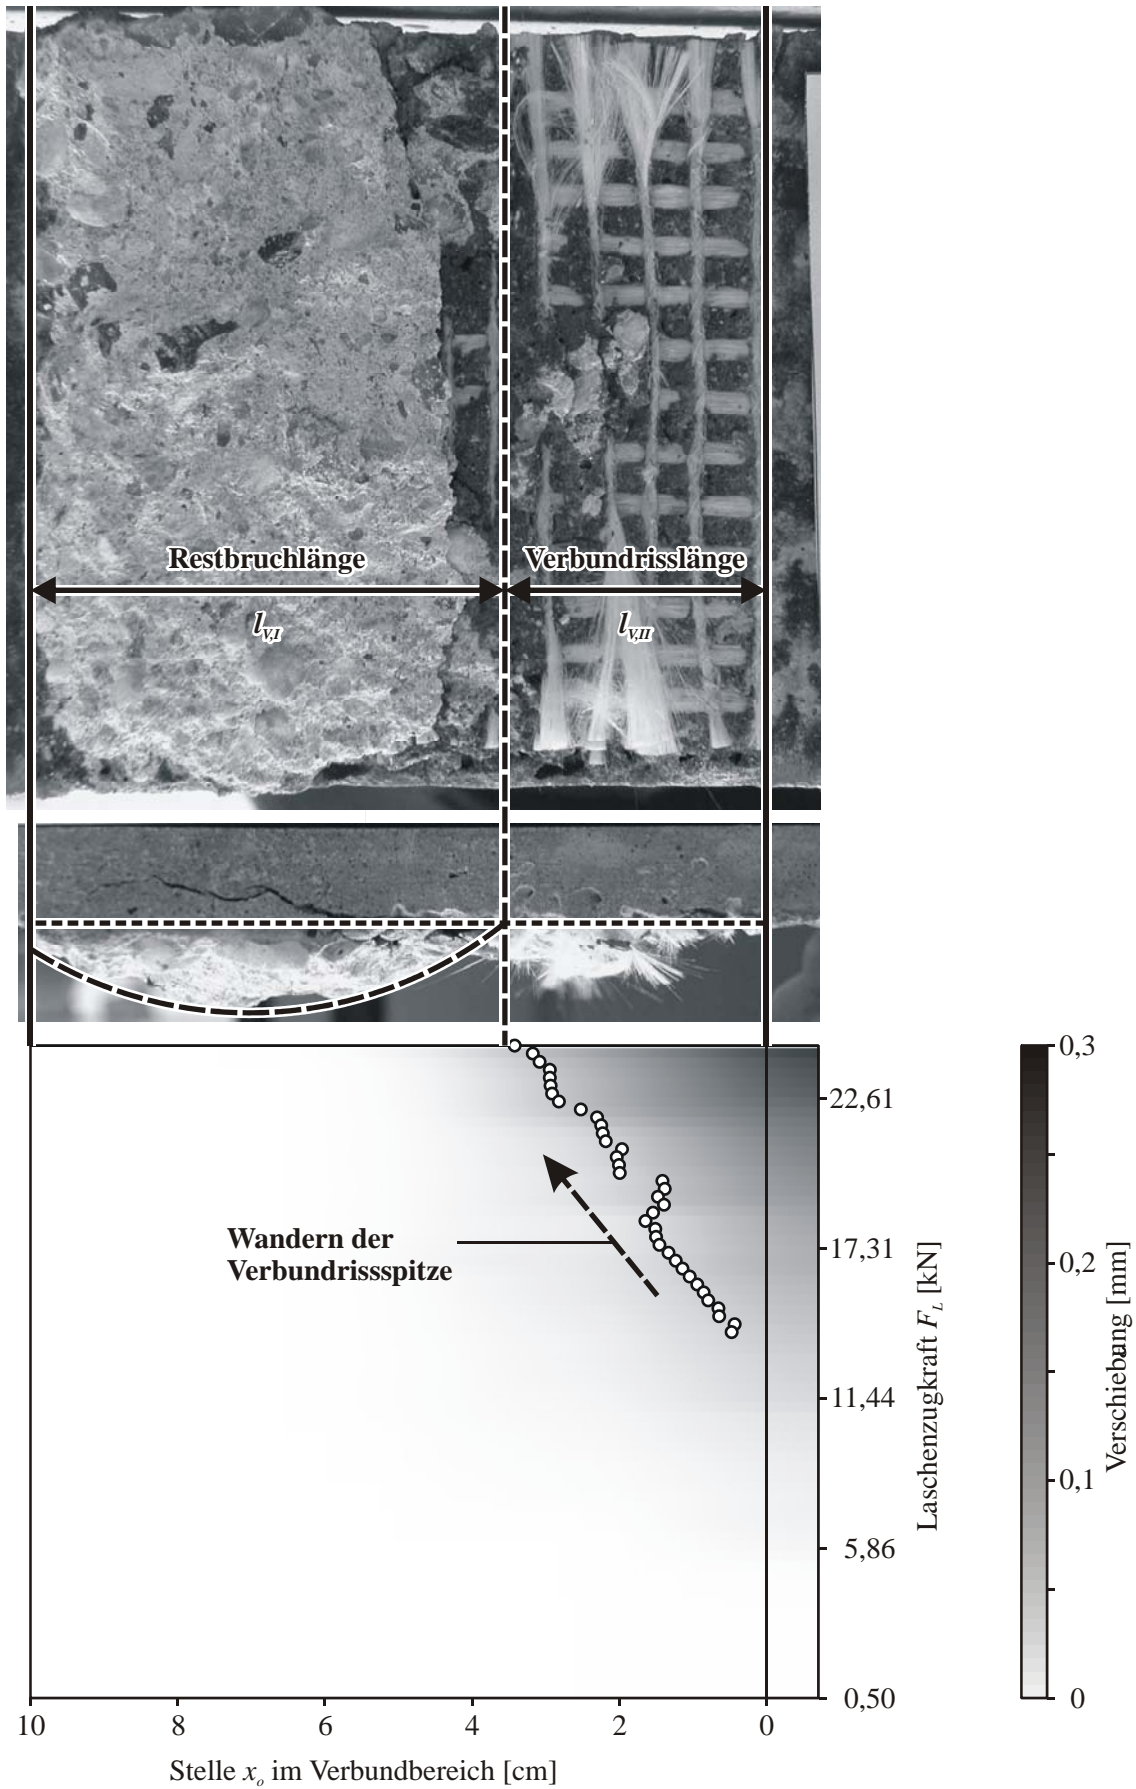 Restbruchlänge
Verbundrisslänge
l_V,I
l_V,II
0,3
22,61
Wandern der
Verbundrissspitze
17,31
0,2
Laschenzugkraft F_L [kN]
Verschiebung [mm]
11,44
0,1
5,86
0,50
0
10 8 6 4 2 0
Stelle x_o im Verbundbereich [cm]